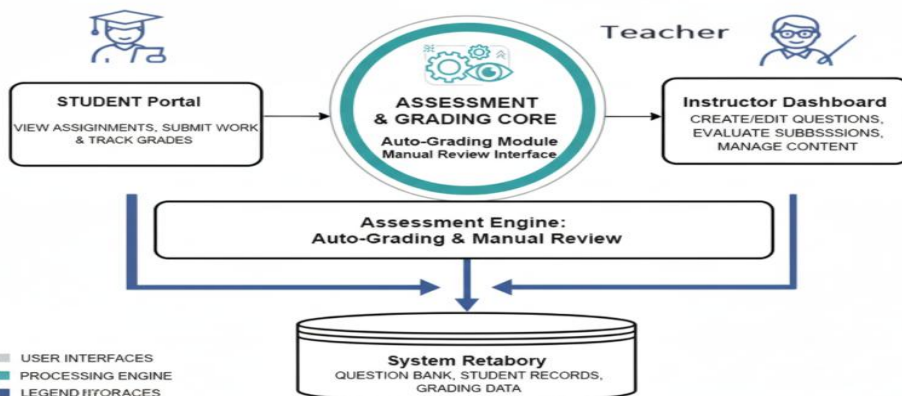 Teacher
STUDENT Portal
VIEW ASSIGNMENTS, SUBMIT WORK
& TRACK GRADES
ASSESSMENT
& GRADING CORE
Auto-Grading Module
Manual Review Interface
Instructor Dashboard
CREATE/EDIT QUESTIONS,
EVALUATE SUBBSSSIONS,
MANAGE CONTENT
Assessment Engine:
Auto-Grading & Manual Review
System Retabory
QUESTION BANK, STUDENT RECORDS,
GRADING DATA
USER INTERFACES
PROCESSING ENGINE
LEGEND